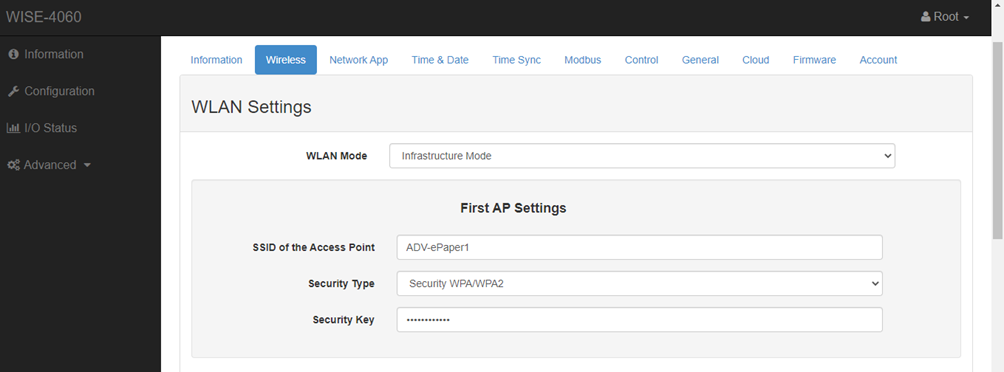 WISE-4060
Root
Information
Configuration
I/O Status
Advanced
Information Wireless Network App Time & Date Time Sync Modbus Control General Cloud Firmware Account
WLAN Settings
WLAN Mode Infrastructure Mode
First AP Settings
SSID of the Access Point ADV-ePaper1
Security Type Security WPA/WPA2
Security Key ••••••••••••